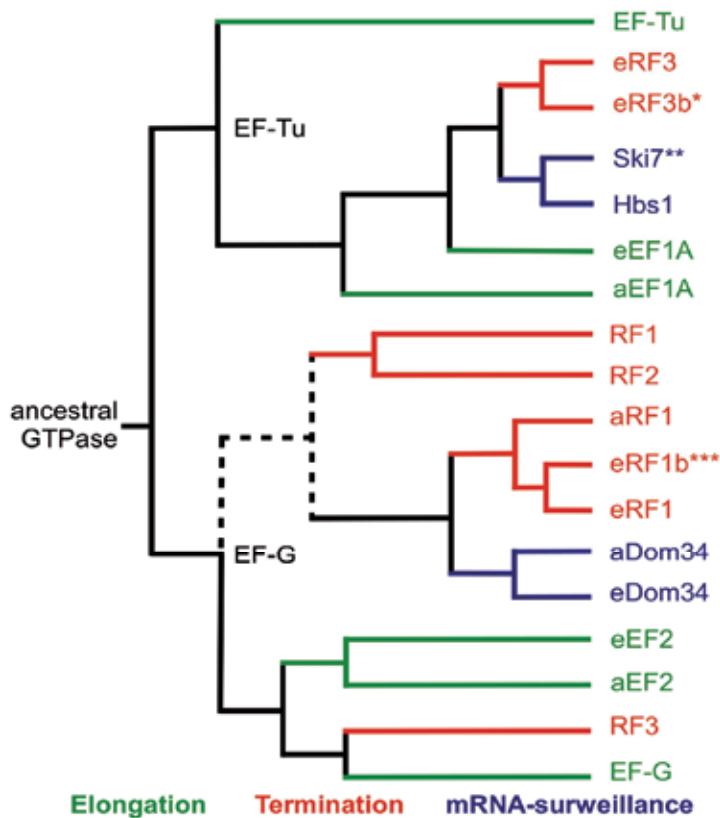 EF-Tu
eRF3
eRF3b*
EF-Tu
Ski7**
Hbs1
eEF1A
aEF1A
RF1
RF2
ancestral
GTPase
aRF1
eRF1b***
eRF1
EF-G
aDom34
eDom34
eEF2
aEF2
RF3
EF-G
Elongation Termination mRNA-surweillance